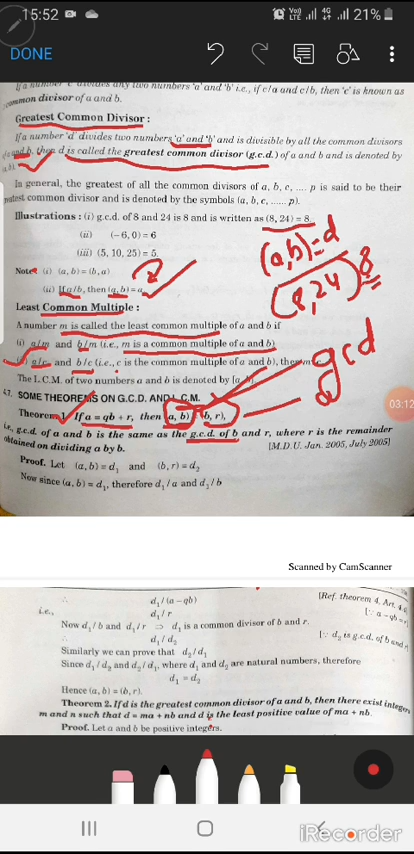 15:52
21%
DONE
If a number 'c' divides any two numbers 'a' and 'b' i.e., if c/a and c/b, then 'c' is known as
common divisor of a and b.
Greatest Common Divisor :
If a number 'd' divides two numbers 'a' and 'b' and is divisible by all the common divisors
of a and b, then d is called the greatest common divisor (g.c.d.) of a and b and is denoted by
(a, b).
In general, the greatest of all the common divisors of a, b, c, .... p is said to be their
greatest common divisor and is denoted by the symbols (a, b, c, ...... p).
Illustrations : (i) g.c.d. of 8 and 24 is 8 and is written as (8, 24) = 8.
(ii) (– 6, 0) = 6
(iii) (5, 10, 25) = 5.
(a,b)=d
(8,24) 8
Note. (i) (a, b) = (b, a)
(ii) If a/b, then (a, b) = a
Least Common Multiple :
A number m is called the least common multiple of a and b if
(i) a/m and b/m (i.e., m is a common multiple of a and b)
a/c and b/c (i.e., c is the common multiple of a and b), then m/c
gcd
The L.C.M. of two numbers a and b is denoted by [a,
4.7. SOME THEOREMS ON G.C.D. AND L.C.M.
Theorem 1. If a = qb + r, then (a, b) = (b, r),
03:12
i.e., g.c.d. of a and b is the same as the g.c.d. of b and r, where r is the remainder
obtained on dividing a by b.
[M.D.U. Jan. 2005, July 2005]
Proof. Let (a, b) = d₁ and (b, r) = d₂
Now since (a, b) = d₁, therefore d₁ / a and d₁ / b
Scanned by CamScanner
∴ d₁ / (a – qb) [Ref. theorem 4, Art. 4.4]
i.e., d₁ / r [∵ a – qb = r]
Now d₁ / b and d₁ / r ⇒ d₁ is a common divisor of b and r.
∴ d₁ / d₂ [∵ d₂ is g.c.d. of b and r]
Similarly we can prove that d₂ / d₁
Since d₁ / d₂ and d₂ / d₁, where d₁ and d₂ are natural numbers, therefore
d₁ = d₂
Hence (a, b) = (b, r).
Theorem 2. If d is the greatest common divisor of a and b, then there exist integers
m and n such that d = ma + nb and d is the least positive value of ma + nb.
Proof. Let a and b be positive integers.
iRecorder